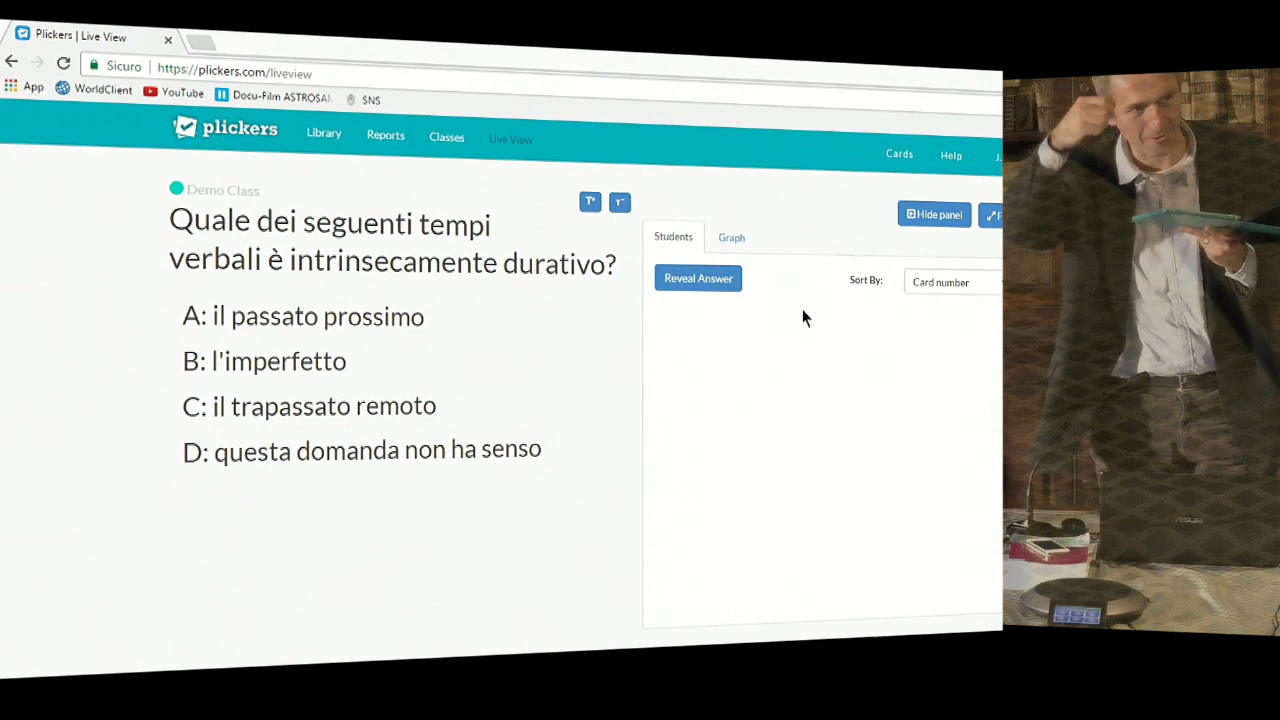 Plickers | Live View
Sicuro | https://plickers.com/liveview
App WorldClient YouTube Docu-Film ASTROSAN SNS
plickers Library Reports Classes Live View Cards Help J.
Demo Class
T+ T-
Quale dei seguenti tempi
verbali è intrinsecamente durativo?
A: il passato prossimo
B: l'imperfetto
C: il trapassato remoto
D: questa domanda non ha senso
Hide panel F
Students Graph
Reveal Answer Sort By: Card number